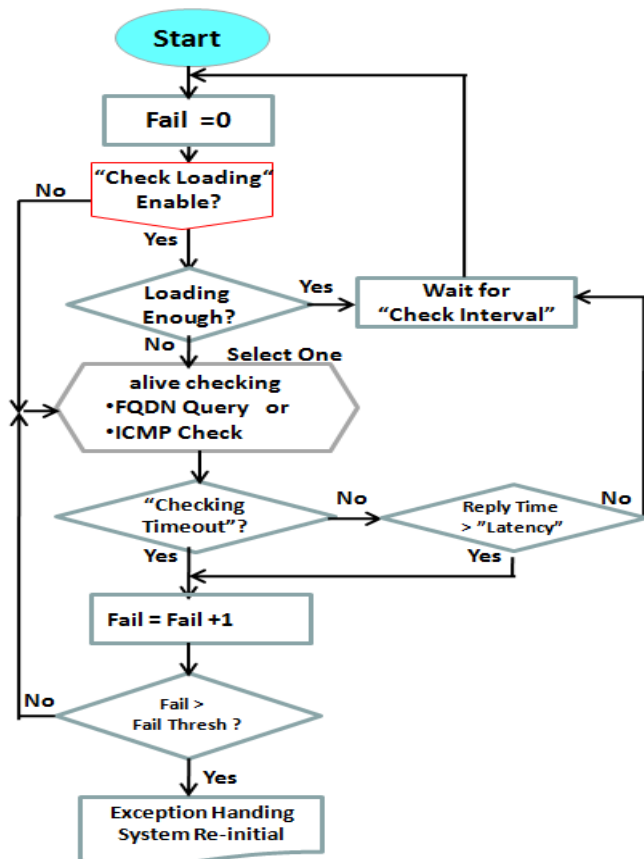 Start
Fail =0
No
“Check Loading“
Enable?
Yes
Loading
Enough?
Yes
Wait for
“Check Interval”
No
Select One
alive checking
•FQDN Query or
•ICMP Check
“Checking
Timeout”?
No
Reply Time
> ”Latency”
No
Yes
Yes
Fail = Fail +1
No
Fail >
Fail Thresh ?
Yes
Exception Handing
System Re-initial